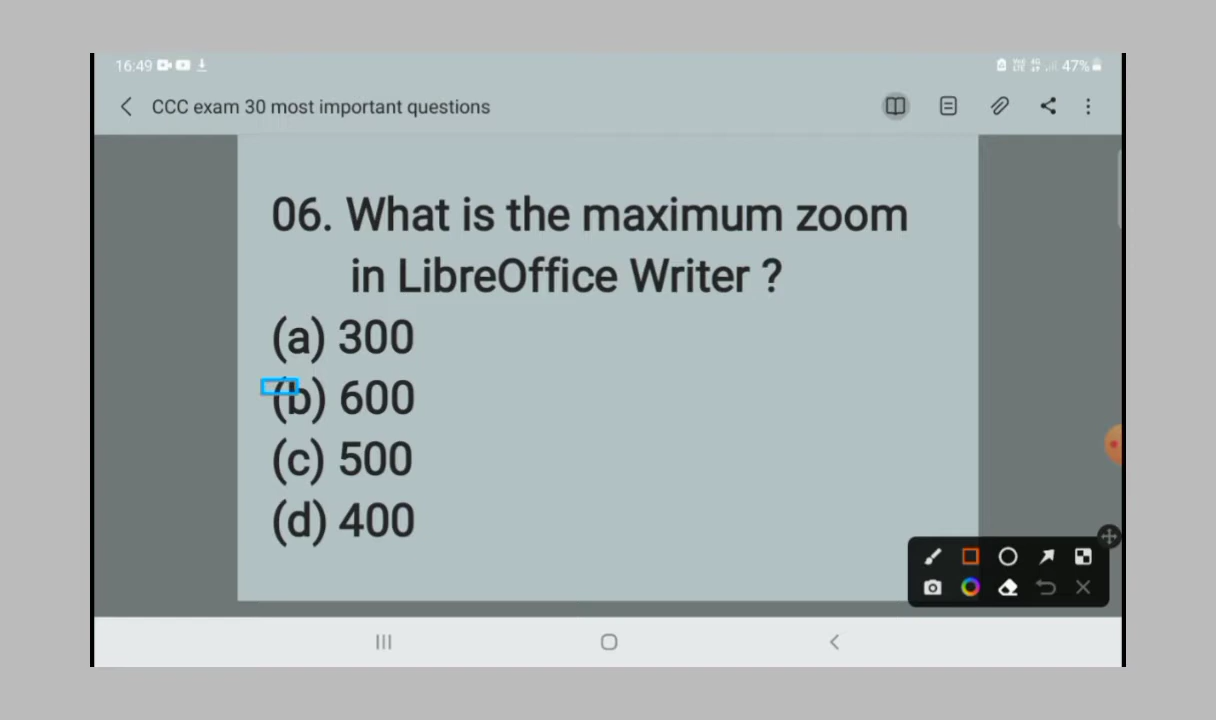 16:49
47%
CCC exam 30 most important questions
06. What is the maximum zoom
in LibreOffice Writer ?
(a) 300
(b) 600
(c) 500
(d) 400